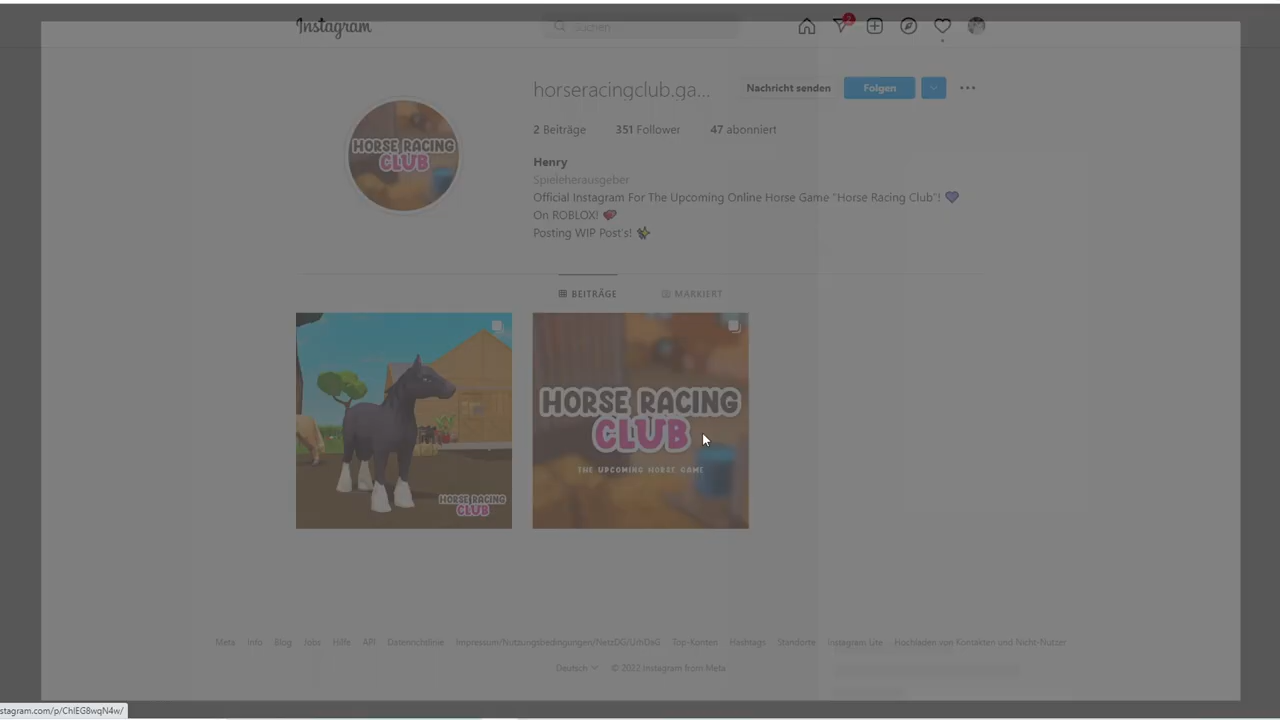 Instagram
Suchen
2
horseracingclub.ga...
Nachricht senden
Folgen
2 Beiträge
351 Follower
47 abonniert
Henry
Spieleherausgeber
Official Instagram For The Upcoming Online Horse Game "Horse Racing Club"! 💜
On ROBLOX!
Posting WIP Post's! ✨
HORSE RACING
CLUB
BEITRÄGE
MARKIERT
HORSE RACING
CLUB
HORSE RACING
CLUB
THE UPCOMING HORSE GAME
Meta
Info
Blog
Jobs
Hilfe
API
Datenrichtlinie
Impressum/Nutzungsbedingungen/NetzDG/UrhDaG
Top-Konten
Hashtags
Standorte
Instagram Lite
Hochladen von Kontakten und Nicht-Nutzer
Deutsch
© 2022 Instagram from Meta
stagram.com/p/ChIEG8wqN4w/